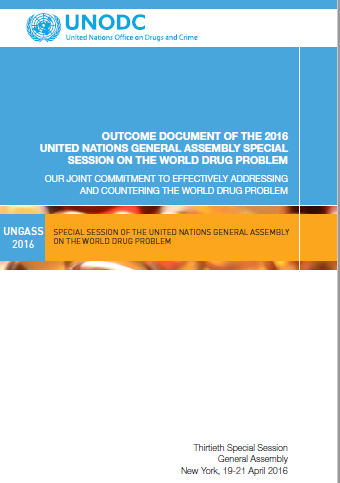 UNODC
United Nations Office on Drugs and Crime
OUTCOME DOCUMENT OF THE 2016
UNITED NATIONS GENERAL ASSEMBLY SPECIAL
SESSION ON THE WORLD DRUG PROBLEM
OUR JOINT COMMITMENT TO EFFECTIVELY ADDRESSING
AND COUNTERING THE WORLD DRUG PROBLEM
UNGASS
2016
SPECIAL SESSION OF THE UNITED NATIONS GENERAL ASSEMBLY
ON THE WORLD DRUG PROBLEM
Thirtieth Special Session
General Assembly
New York, 19-21 April 2016